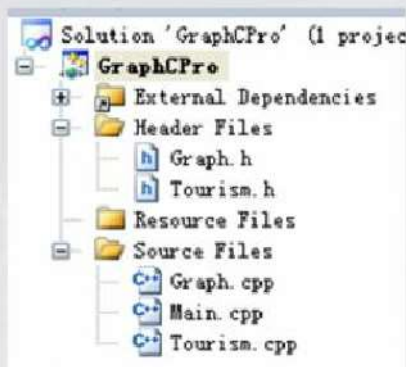 Solution 'GraphCPro' (1 projec
GraphCPro
External Dependencies
Header Files
Graph.h
Tourism.h
Resource Files
Source Files
Graph.cpp
Main.cpp
Tourism.cpp